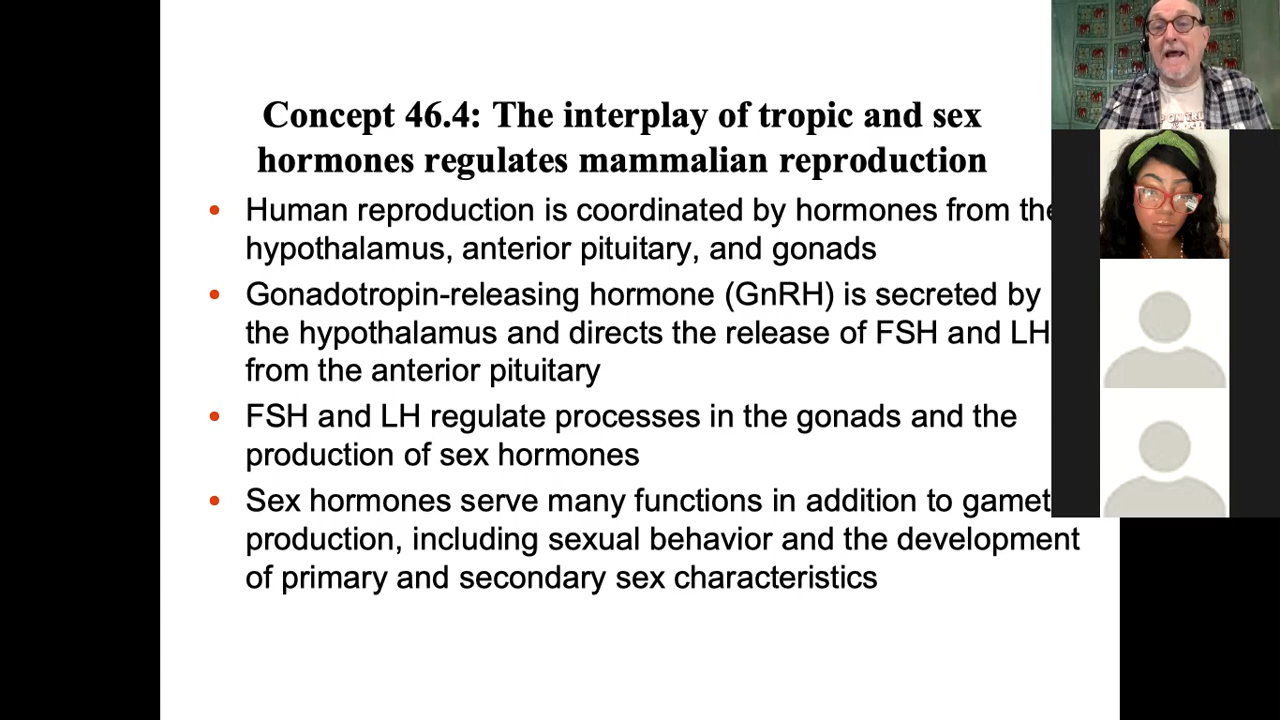 Concept 46.4: The interplay of tropic and sex
hormones regulates mammalian reproduction
• Human reproduction is coordinated by hormones from the
hypothalamus, anterior pituitary, and gonads
• Gonadotropin-releasing hormone (GnRH) is secreted by
the hypothalamus and directs the release of FSH and LH
from the anterior pituitary
• FSH and LH regulate processes in the gonads and the
production of sex hormones
• Sex hormones serve many functions in addition to gamet
production, including sexual behavior and the development
of primary and secondary sex characteristics